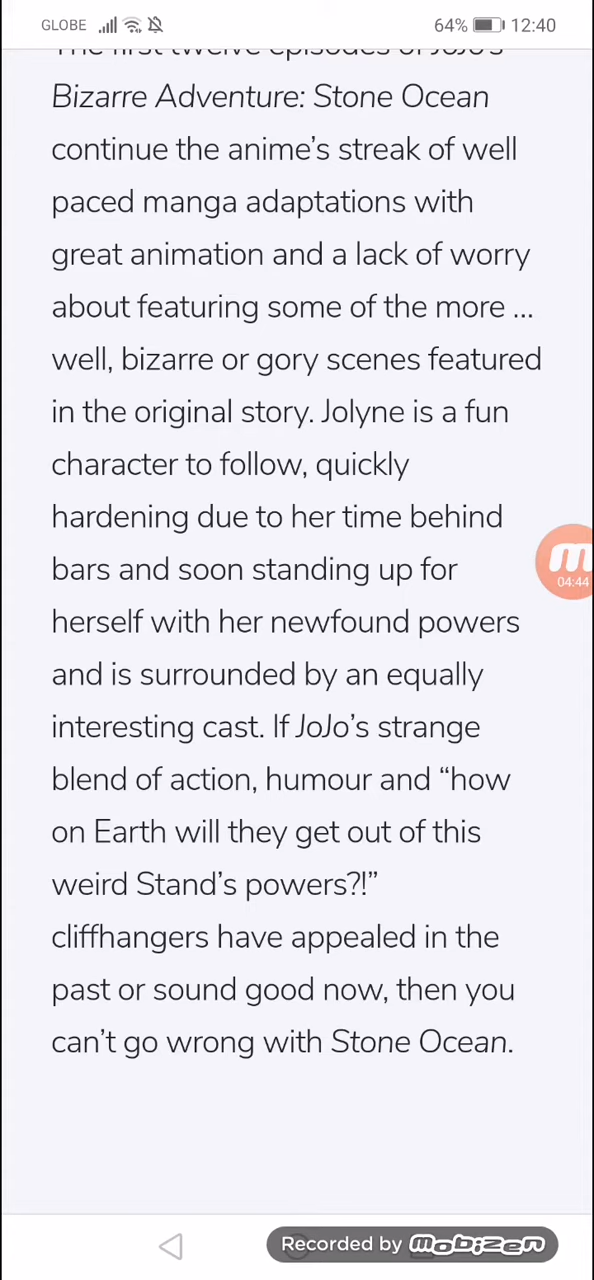 GLOBE 64% 12:40
The first twelve episodes of JoJo's
Bizarre Adventure: Stone Ocean
continue the anime's streak of well
paced manga adaptations with
great animation and a lack of worry
about featuring some of the more ...
well, bizarre or gory scenes featured
in the original story. Jolyne is a fun
character to follow, quickly
hardening due to her time behind
bars and soon standing up for
herself with her newfound powers
and is surrounded by an equally
interesting cast. If JoJo's strange
blend of action, humour and “how
on Earth will they get out of this
weird Stand's powers?!”
cliffhangers have appealed in the
past or sound good now, then you
can't go wrong with Stone Ocean.
m
04:44
Recorded by mobizen